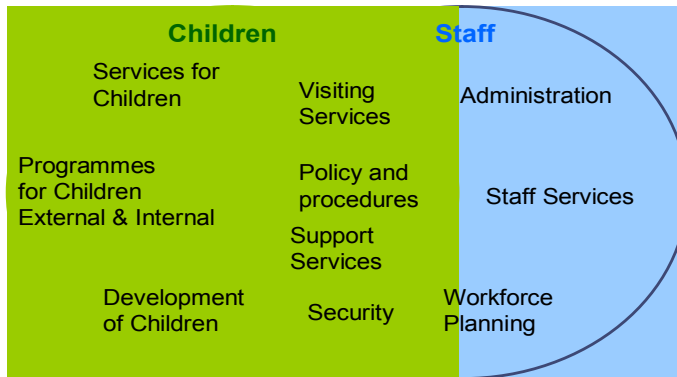 Children
Staff
Services for
Children
Visiting
Services
Administration
Programmes
for Children
External & Internal
Policy and
procedures
Staff Services
Support
Services
Development
of Children
Security
Workforce
Planning